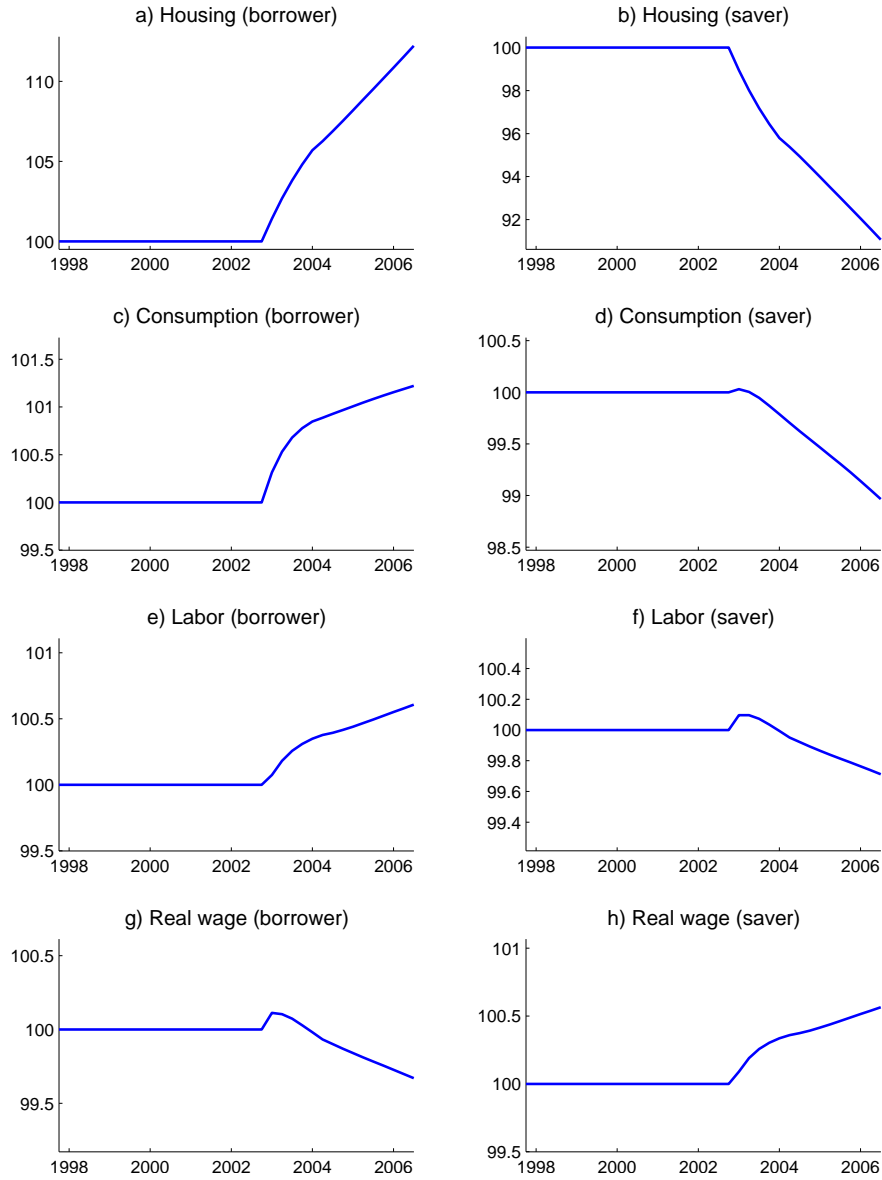 a) Housing (borrower)
110
105
100
1998 2000 2002 2004 2006
b) Housing (saver)
100
98
96
94
92
1998 2000 2002 2004 2006
c) Consumption (borrower)
101.5
101
100.5
100
99.5
1998 2000 2002 2004 2006
d) Consumption (saver)
100.5
100
99.5
99
98.5
1998 2000 2002 2004 2006
e) Labor (borrower)
101
100.5
100
99.5
1998 2000 2002 2004 2006
f) Labor (saver)
100.4
100.2
100
99.8
99.6
99.4
1998 2000 2002 2004 2006
g) Real wage (borrower)
100.5
100
99.5
1998 2000 2002 2004 2006
h) Real wage (saver)
101
100.5
100
99.5
1998 2000 2002 2004 2006